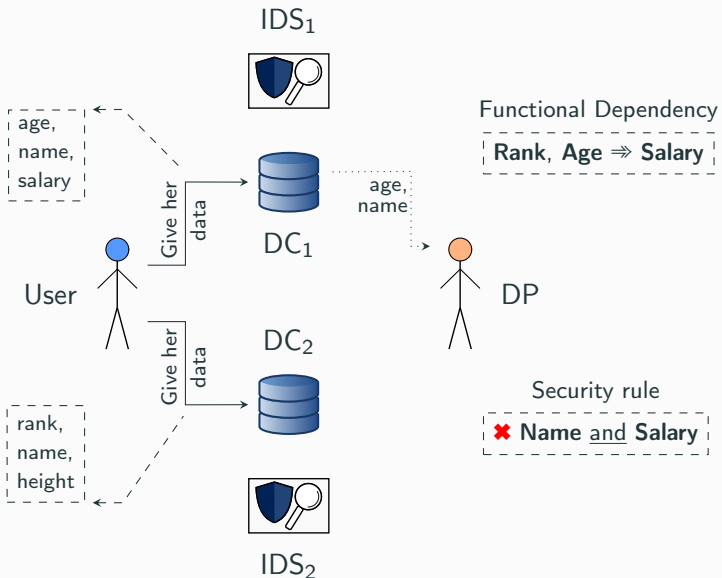 IDS₁
Functional Dependency
Rank, Age ↠ Salary
age,
name,
salary
Give her
data
DC₁
age,
name
User
DP
DC₂
Give her
data
rank,
name,
height
Security rule
✖ Name and Salary
IDS₂